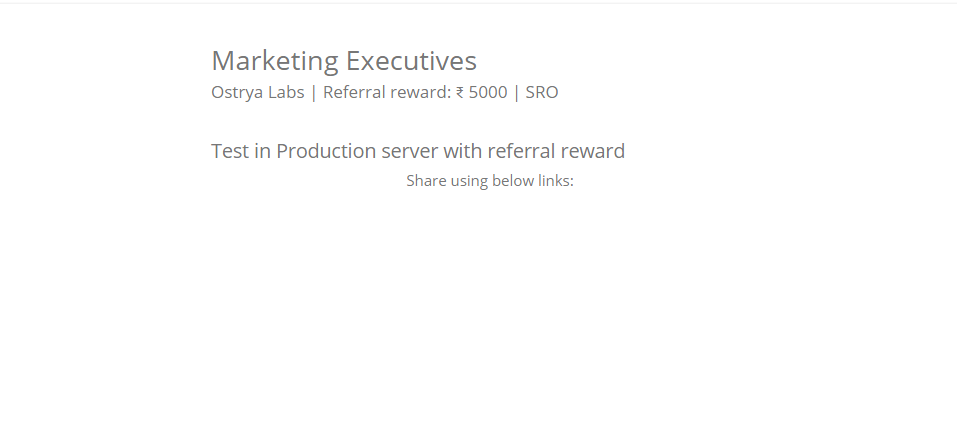 Marketing Executives
Ostrya Labs | Referral reward: ₹ 5000 | SRO
Test in Production server with referral reward
Share using below links: